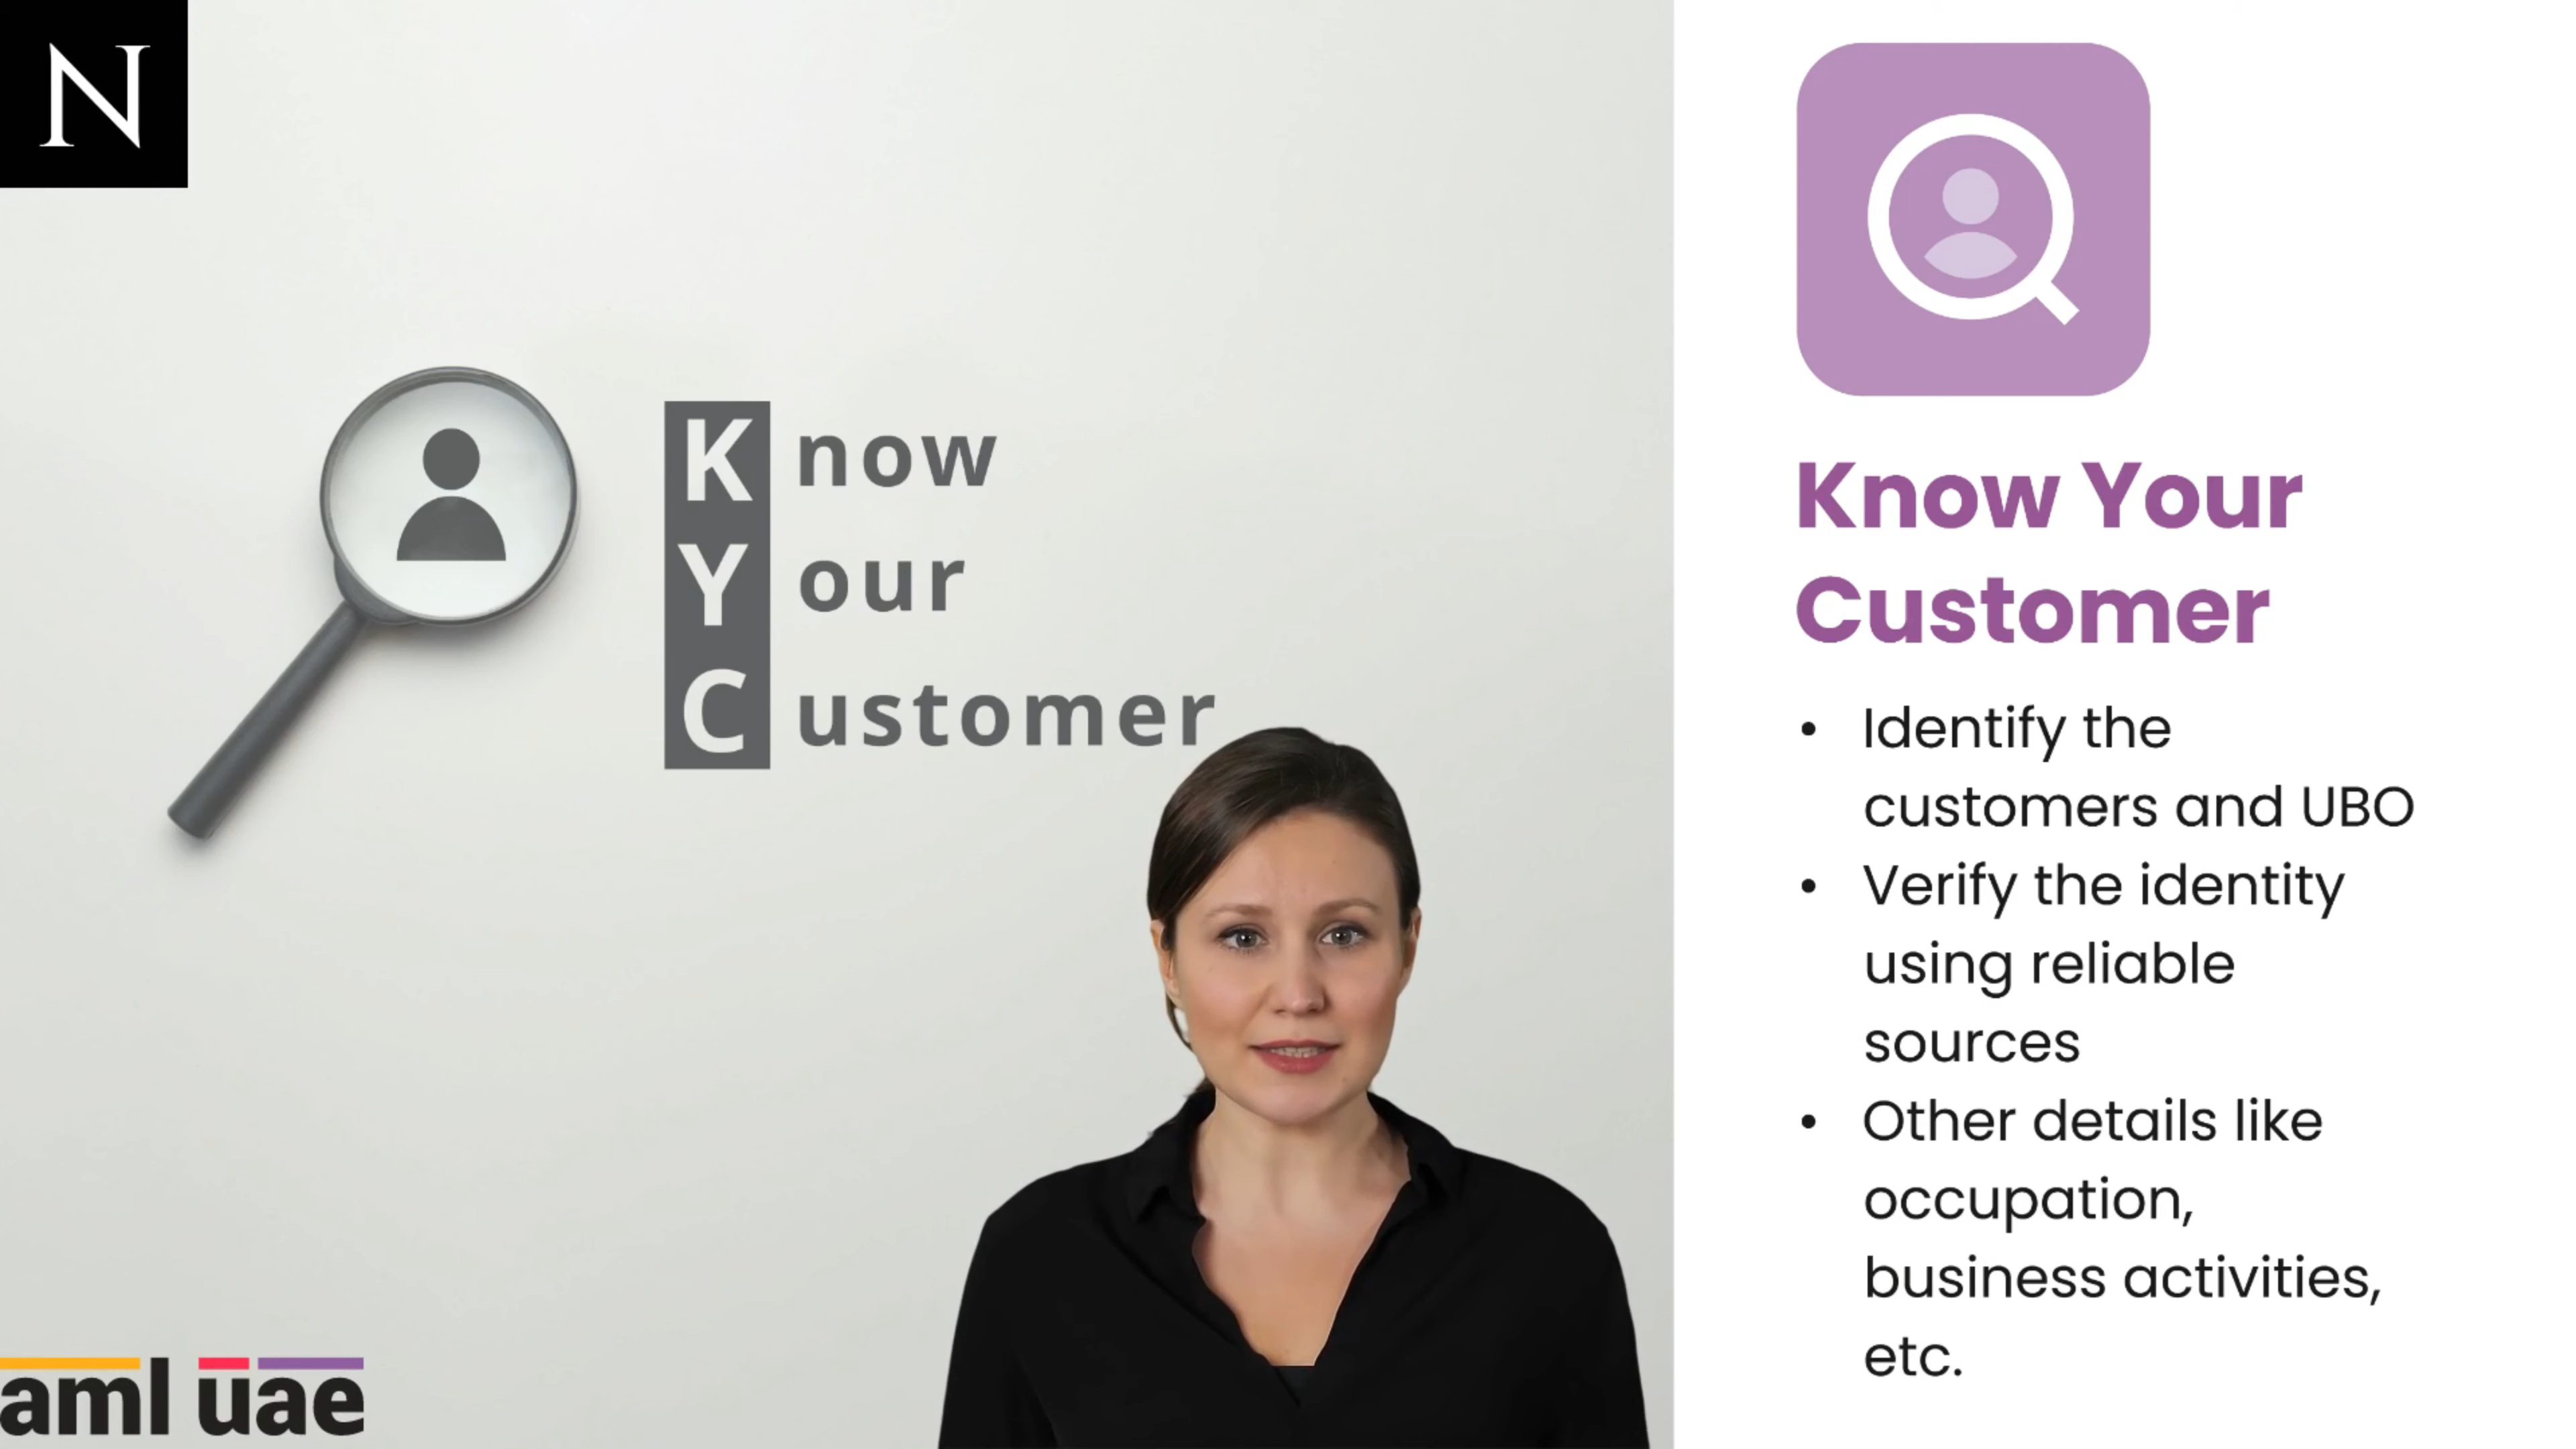 N
Know
Your
Customer
aml uae
Know Your
Customer
• Identify the
customers and UBO
• Verify the identity
using reliable
sources
• Other details like
occupation,
business activities,
etc.